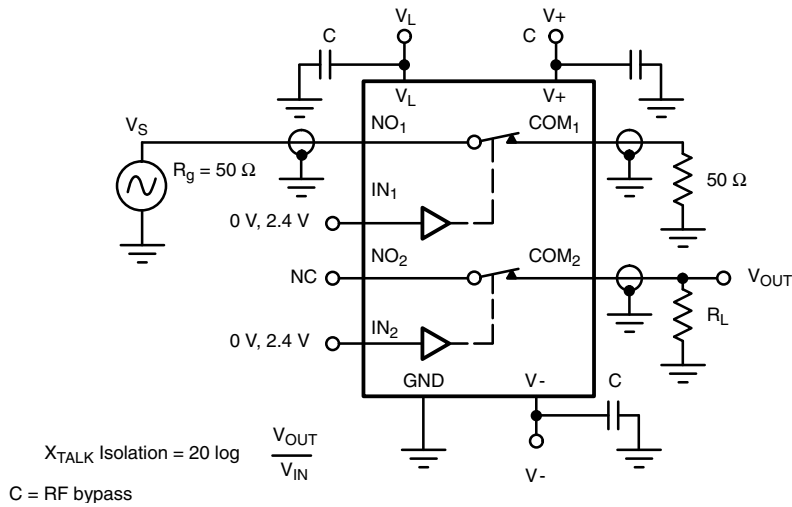 V_L V+
C C
V_L V+
V_S NO_1 COM_1
R_g = 50 Ω 50 Ω
IN_1
0 V, 2.4 V
NO_2 COM_2
NC V_OUT
IN_2 R_L
0 V, 2.4 V
GND V- C
X_TALK Isolation = 20 log V_OUT
V_IN
V-
C = RF bypass